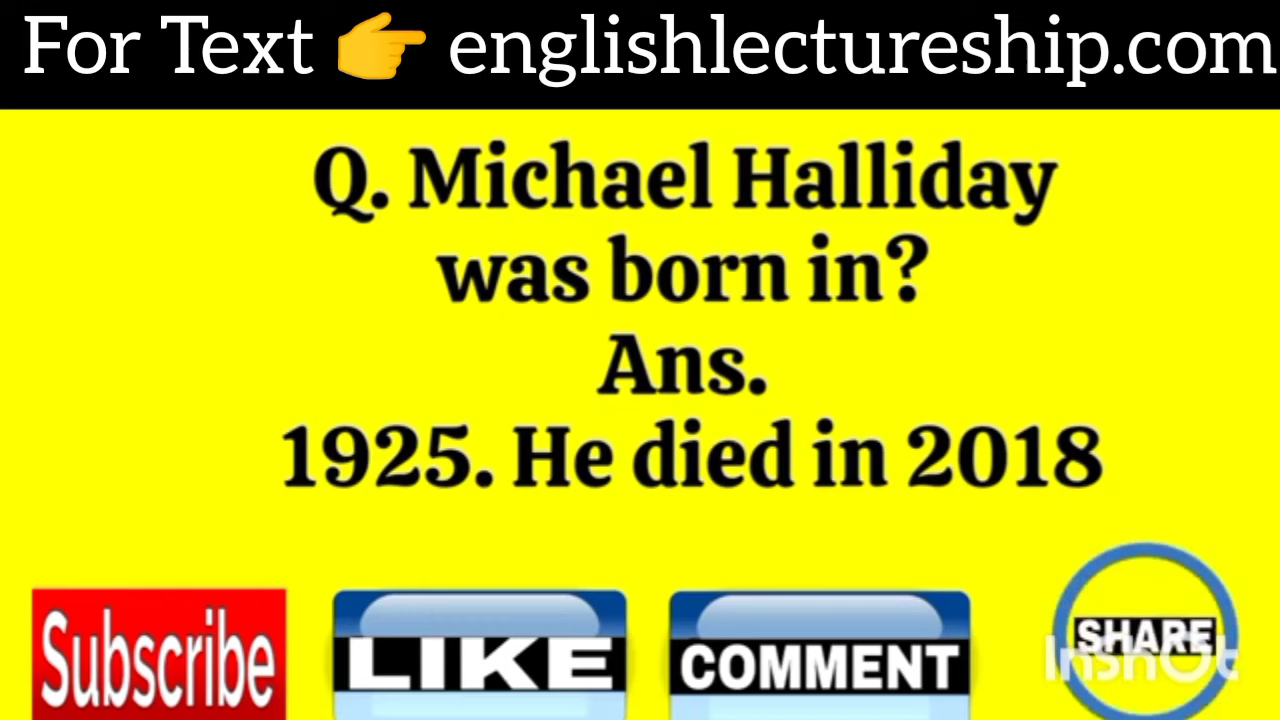 For Text 👉 englishlectureship.com
Q. Michael Halliday
was born in?
Ans.
1925. He died in 2018
Subscribe
LIKE
COMMENT
SHARE
InShOt